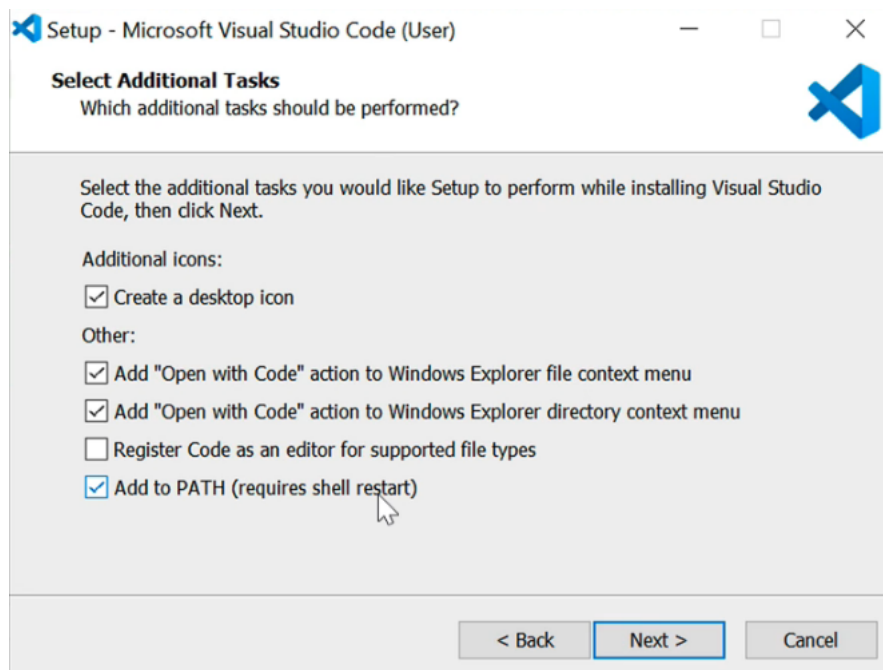 Setup - Microsoft Visual Studio Code (User)
Select Additional Tasks
Which additional tasks should be performed?
Select the additional tasks you would like Setup to perform while installing Visual Studio
Code, then click Next.
Additional icons:
Create a desktop icon
Other:
Add "Open with Code" action to Windows Explorer file context menu
Add "Open with Code" action to Windows Explorer directory context menu
Register Code as an editor for supported file types
Add to PATH (requires shell restart)
< Back Next > Cancel